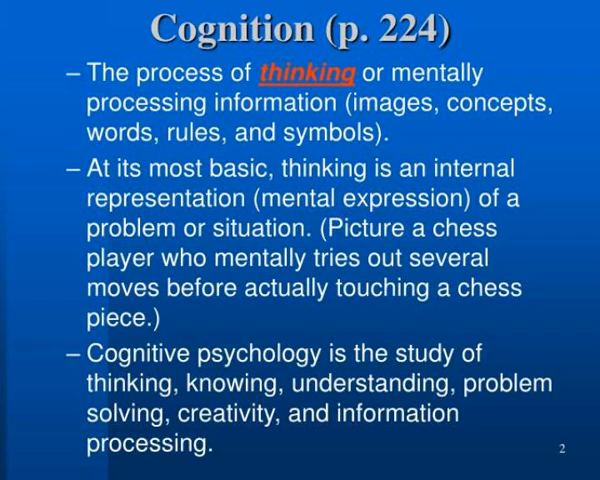 Cognition (p. 224)
– The process of thinking or mentally
processing information (images, concepts,
words, rules, and symbols).
– At its most basic, thinking is an internal
representation (mental expression) of a
problem or situation. (Picture a chess
player who mentally tries out several
moves before actually touching a chess
piece.)
– Cognitive psychology is the study of
thinking, knowing, understanding, problem
solving, creativity, and information
processing.
2